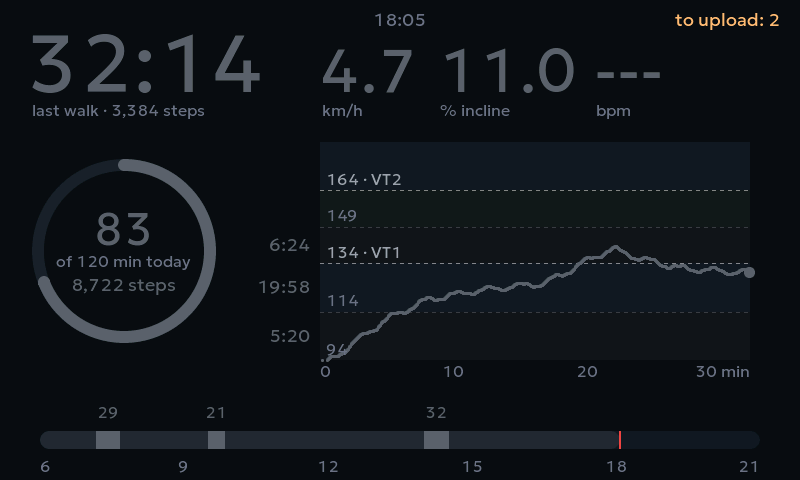 18:05
to upload: 2
32:14
4.7
11.0
---
last walk · 3,384 steps
km/h
% incline
bpm
164 · VT2
149
134 · VT1
114
94
83
of 120 min today
8,722 steps
6:24
19:58
5:20
0
10
20
30 min
29
21
32
6
9
12
15
18
21